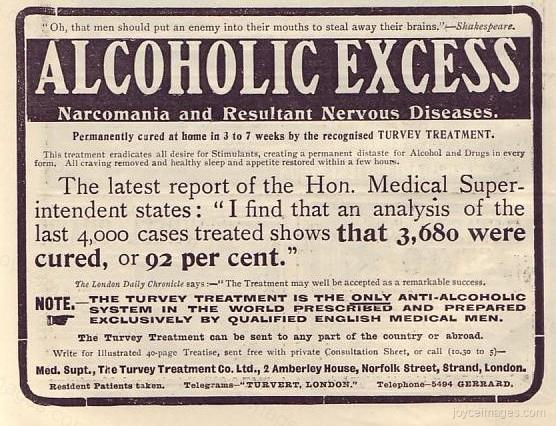 "Oh, that men should put an enemy into their mouths to steal away their brains."—Shakespeare.
ALCOHOLIC EXCESS
Narcomania and Resultant Nervous Diseases.
Permanently cured at home in 3 to 7 weeks by the recognised TURVEY TREATMENT.
This treatment eradicates all desire for Stimulants, creating a permanent distaste for Alcohol and Drugs in every
form. All craving removed and healthy sleep and appetite restored within a few hours.
The latest report of the Hon. Medical Super-
intendent states: "I find that an analysis of the
last 4,000 cases treated shows that 3,680 were
cured, or 92 per cent."
The London Daily Chronicle says:—"The Treatment may well be accepted as a remarkable success.
NOTE.—THE TURVEY TREATMENT IS THE ONLY ANTI-ALCOHOLIC
SYSTEM IN THE WORLD PRESCRIBED AND PREPARED
EXCLUSIVELY BY QUALIFIED ENGLISH MEDICAL MEN.
The Turvey Treatment can be sent to any part of the country or abroad.
Write for Illustrated 40-page Treatise, sent free with private Consultation Sheet, or call (10.30 to 5)—
Med. Supt., The Turvey Treatment Co. Ltd., 2 Amberley House, Norfolk Street, Strand, London.
Resident Patients taken. Telegrams—"TURVERT, LONDON." Telephone—5494 GERRARD.
joyceimages.com